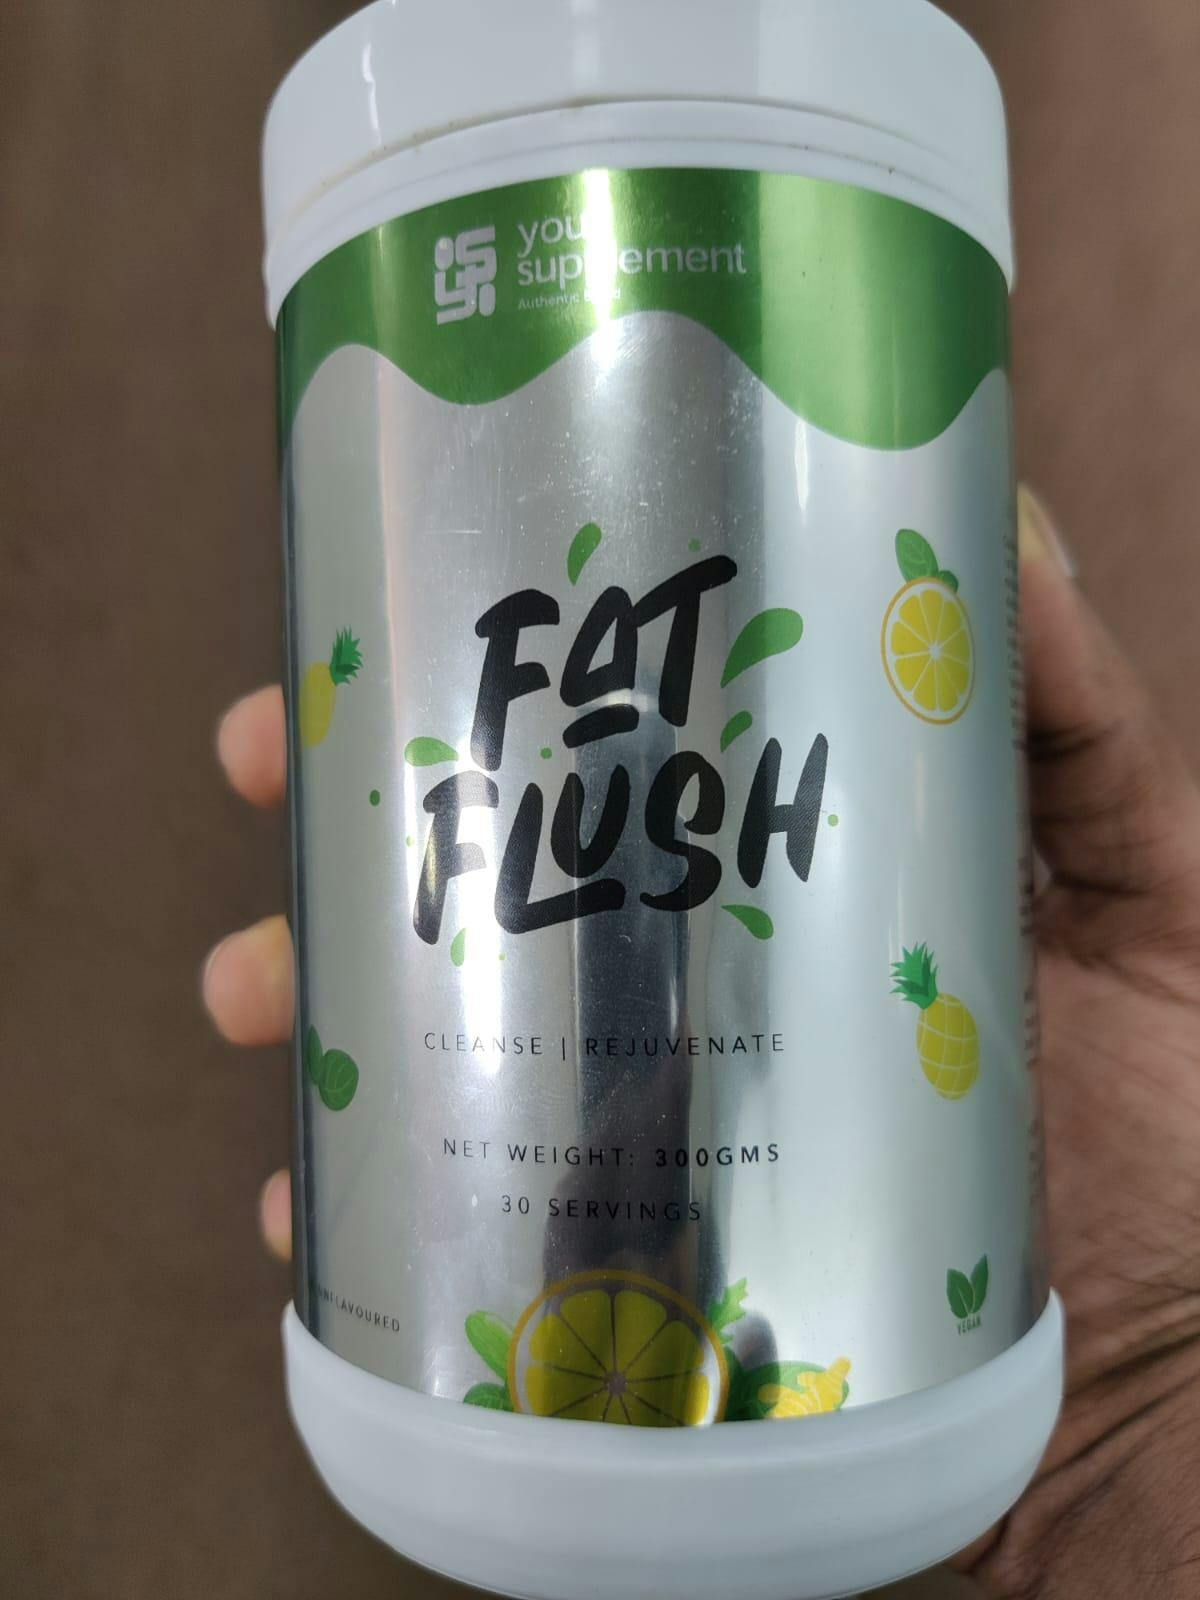 your
supplement
FAT
FLUSH
CLEANSE | REJUVENATE
NET WEIGHT: 300GMS
30 SERVINGS
UNFLAVOURED
VEGAN